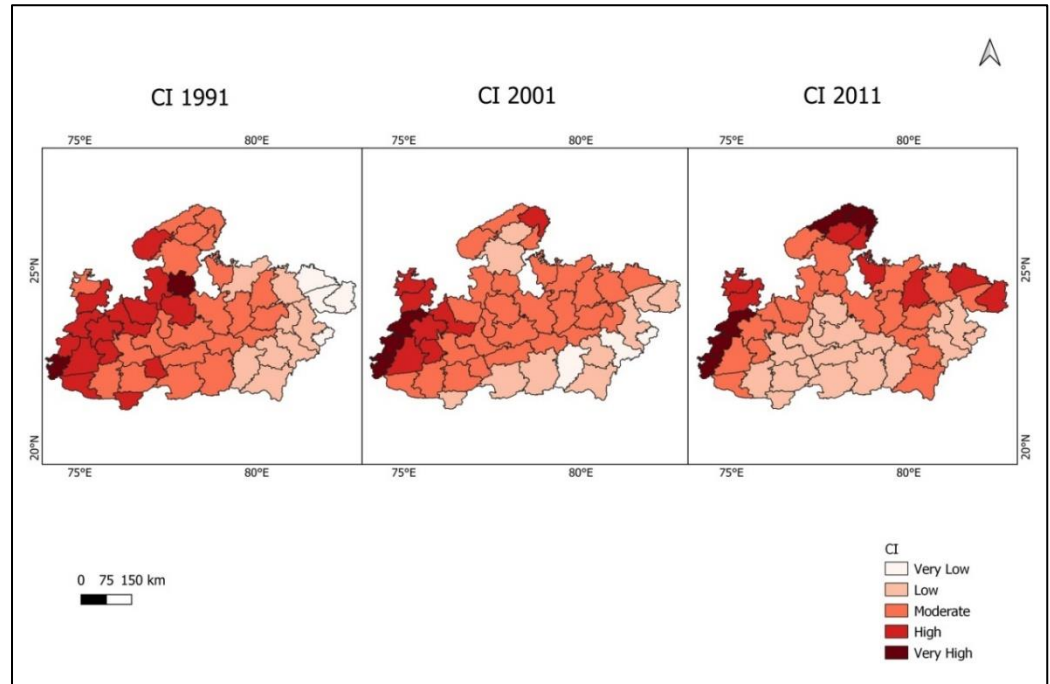 CI 1991
CI 2001
CI 2011
75°E 80°E 75°E 80°E 75°E 80°E
25°N 25°N
20°N 20°N
75°E 80°E 75°E 80°E 75°E 80°E
0 75 150 km
CI
Very Low
Low
Moderate
High
Very High